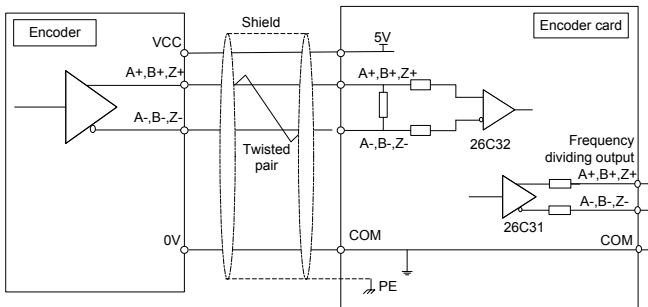 Encoder
VCC
A+,B+,Z+
A-,B-,Z-
0V
Shield
Twisted
pair
PE
Encoder card
5V
A+,B+,Z+
A-,B-,Z-
26C32
Frequency
dividing output
A+,B+,Z+
A-,B-,Z-
26C31
COM
COM